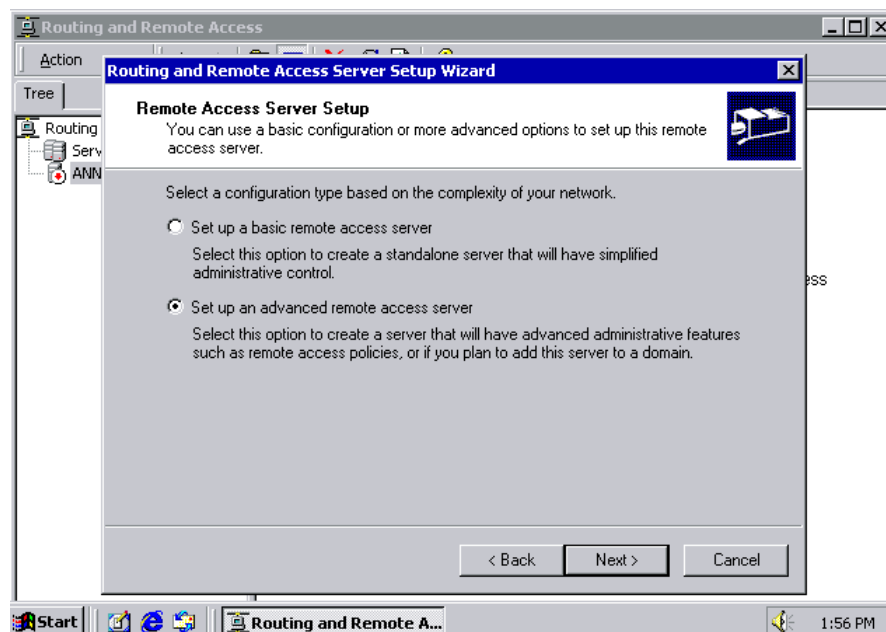 Routing and Remote Access
Action
Routing and Remote Access Server Setup Wizard
Tree
Remote Access Server Setup
You can use a basic configuration or more advanced options to set up this remote
access server.
Routing
Serv
ANN
Select a configuration type based on the complexity of your network.
Set up a basic remote access server
Select this option to create a standalone server that will have simplified
administrative control.
ess
Set up an advanced remote access server
Select this option to create a server that will have advanced administrative features
such as remote access policies, or if you plan to add this server to a domain.
< Back
Next >
Cancel
Start
Routing and Remote A...
1:56 PM